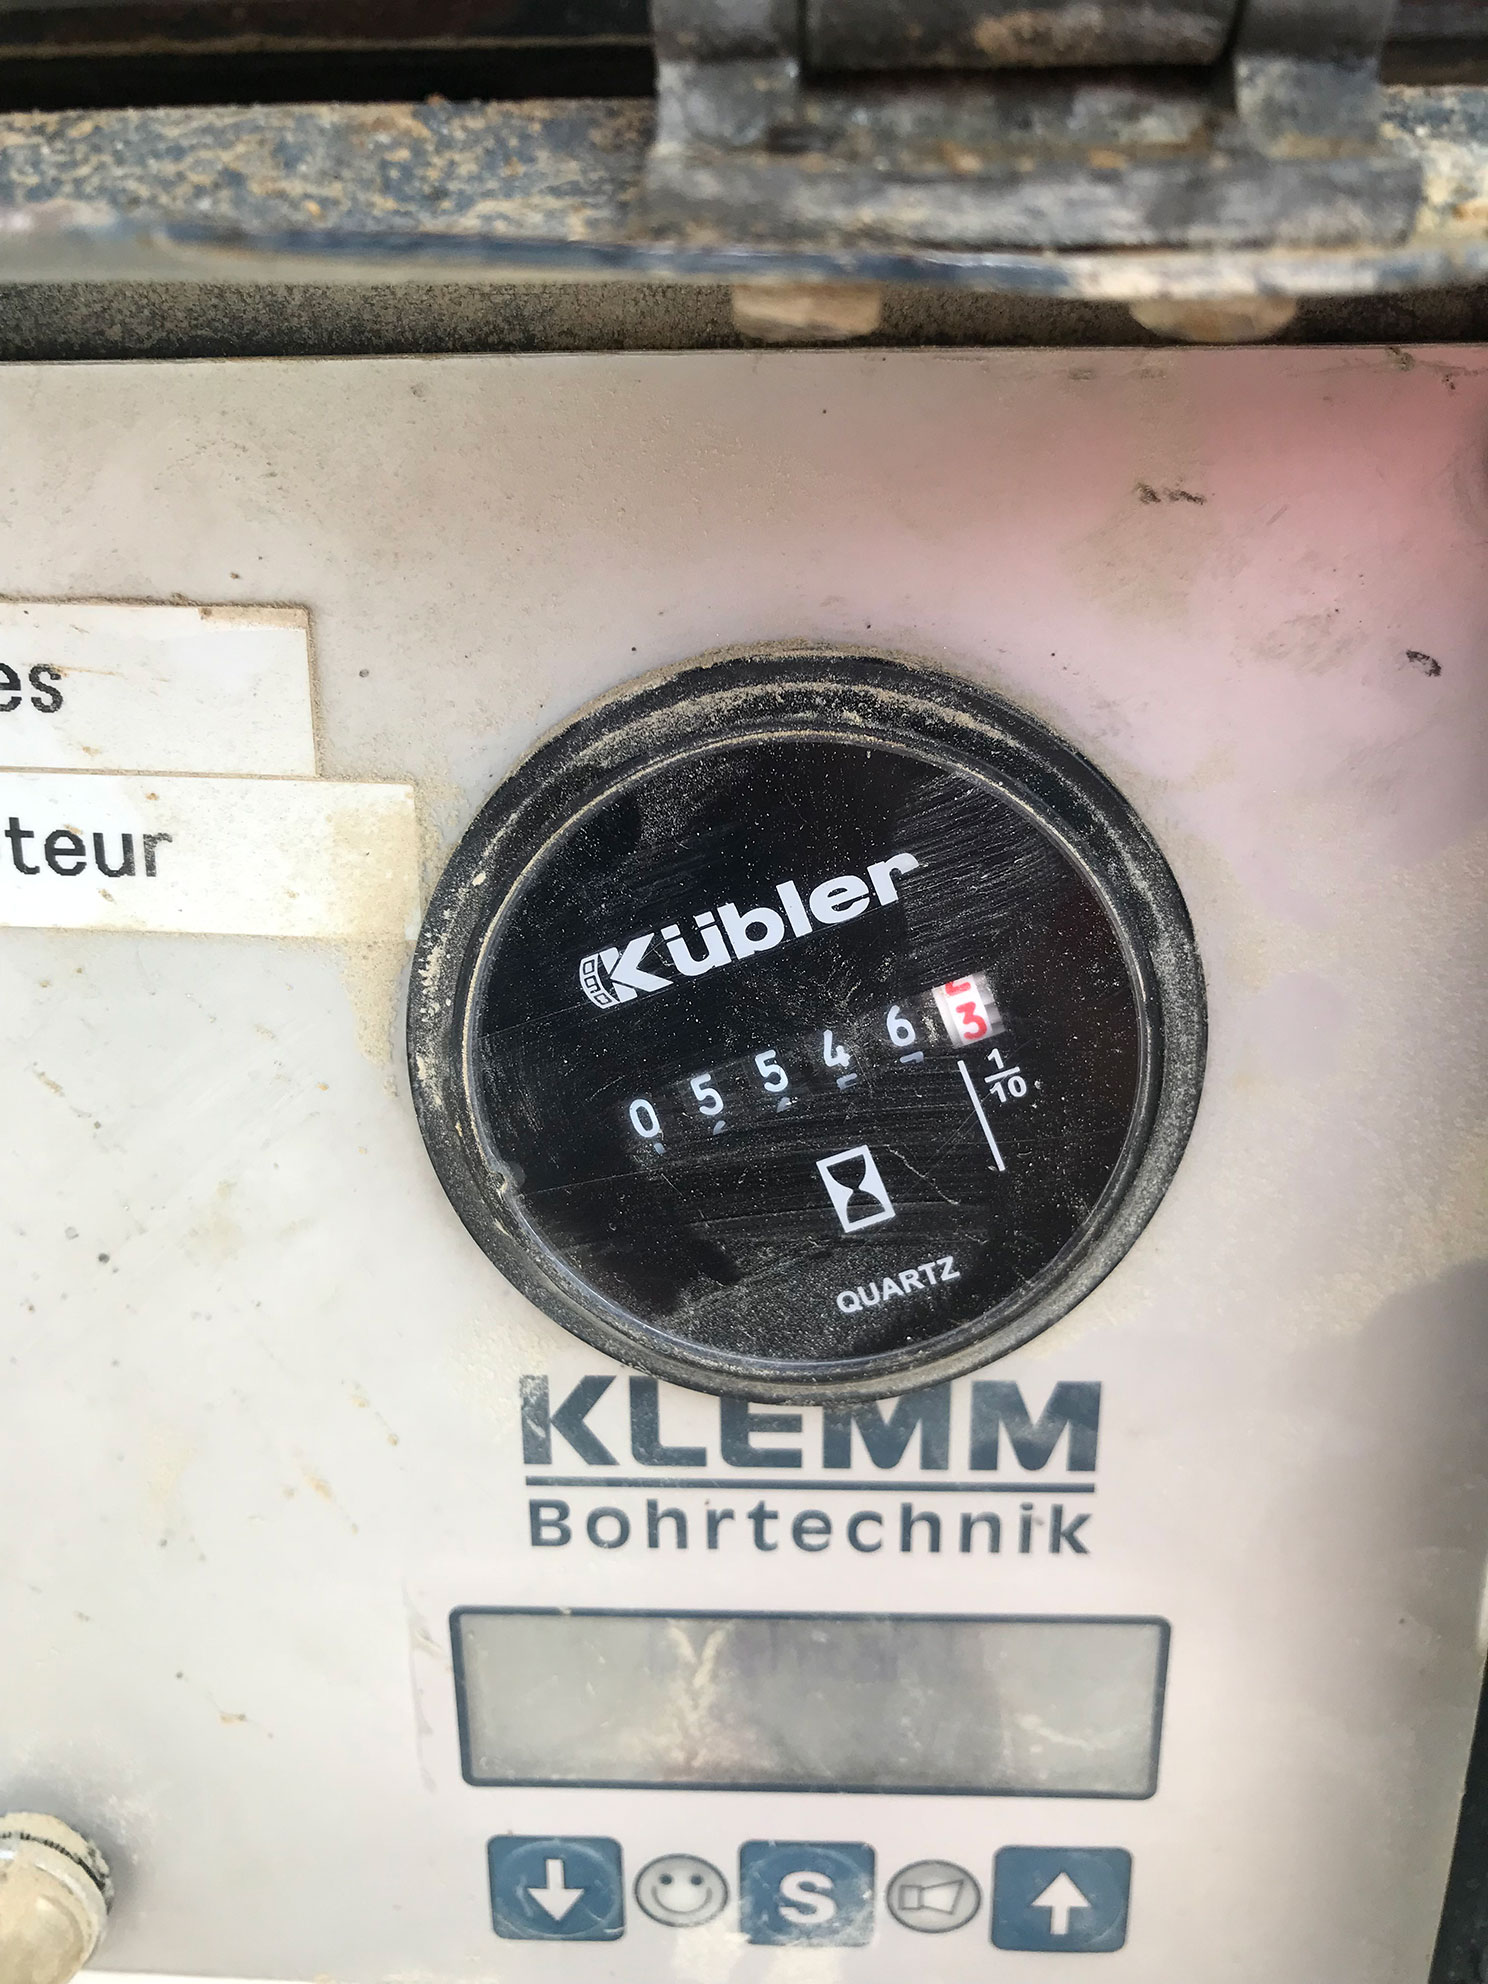 es
teur
Kübler
0 5 5 4 6 3
1/10
QUARTZ
KLEMM
Bohrtechnik
S